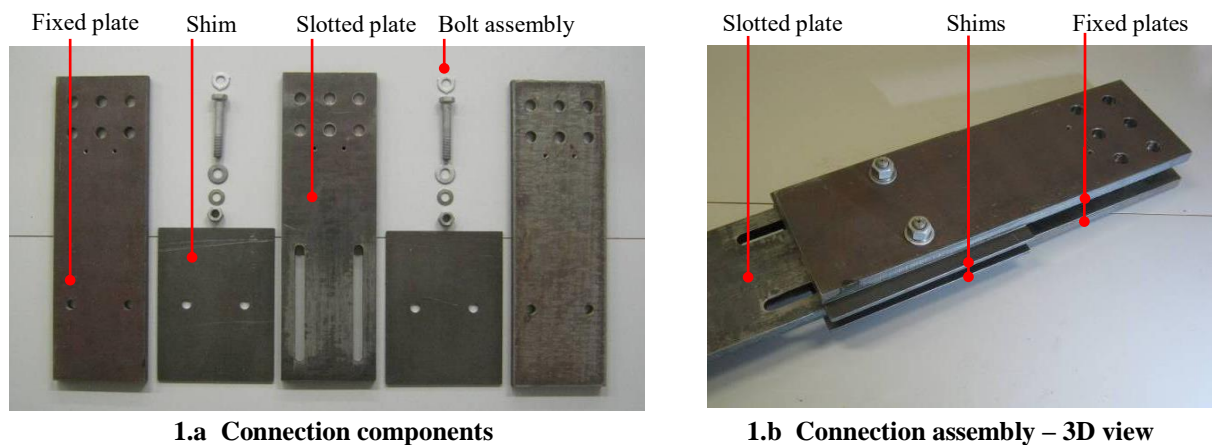 Fixed plate Shim Slotted plate Bolt assembly
Slotted plate Shims Fixed plates
1.a Connection components
1.b Connection assembly – 3D view